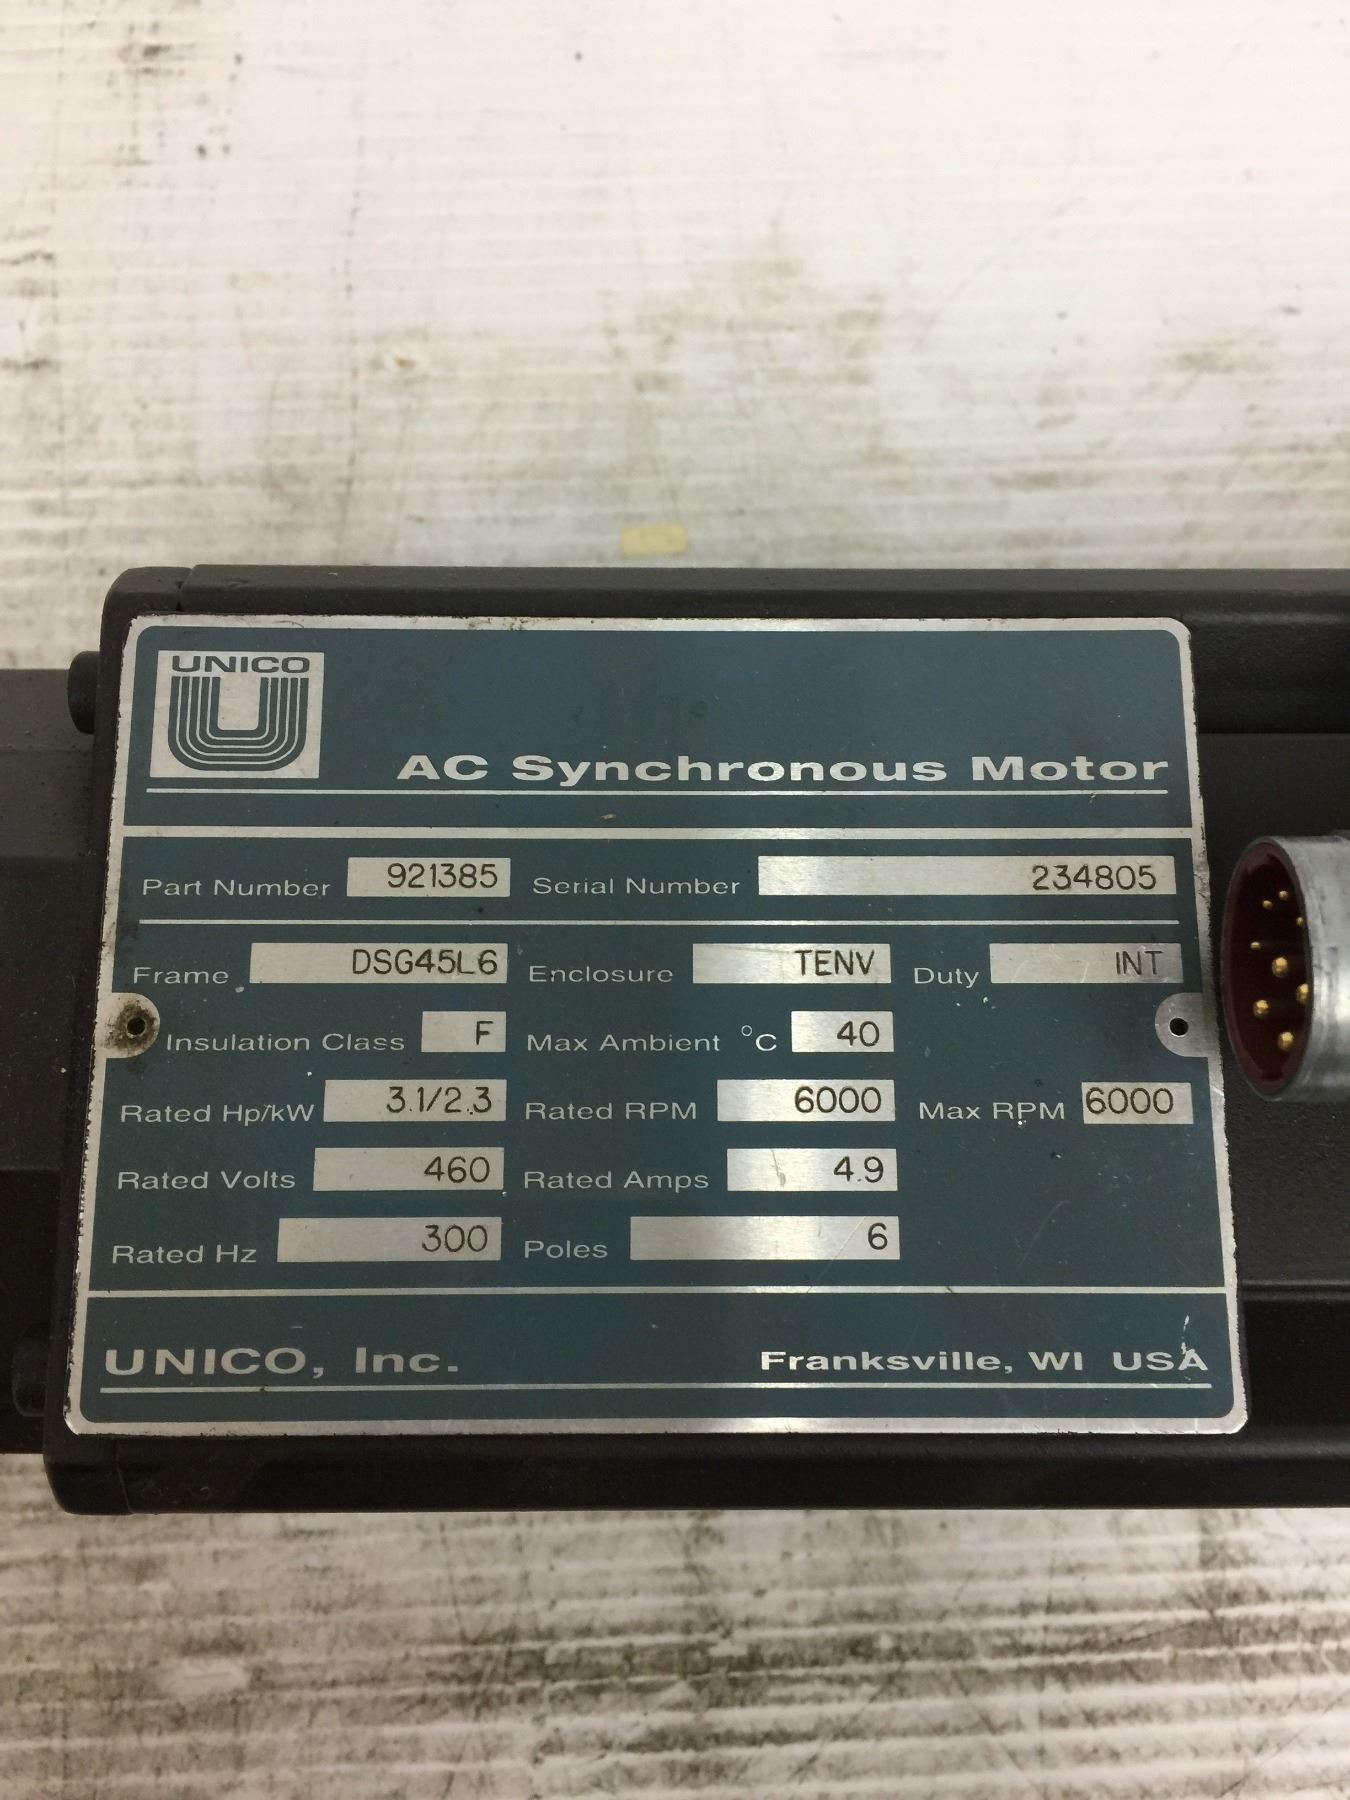 UNICO
AC Synchronous Motor
Part Number 921385 Serial Number 234805
Frame DSG45L6 Enclosure TENV Duty INT
Insulation Class F Max Ambient °C 40
Rated Hp/kW 3.1/2.3 Rated RPM 6000 Max RPM 6000
Rated Volts 460 Rated Amps 4.9
Rated Hz 300 Poles 6
UNICO, Inc. Franksville, WI USA